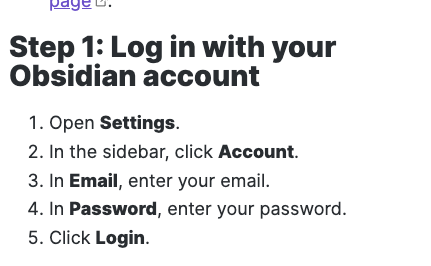 page.
Step 1: Log in with your
Obsidian account
1. Open Settings.
2. In the sidebar, click Account.
3. In Email, enter your email.
4. In Password, enter your password.
5. Click Login.